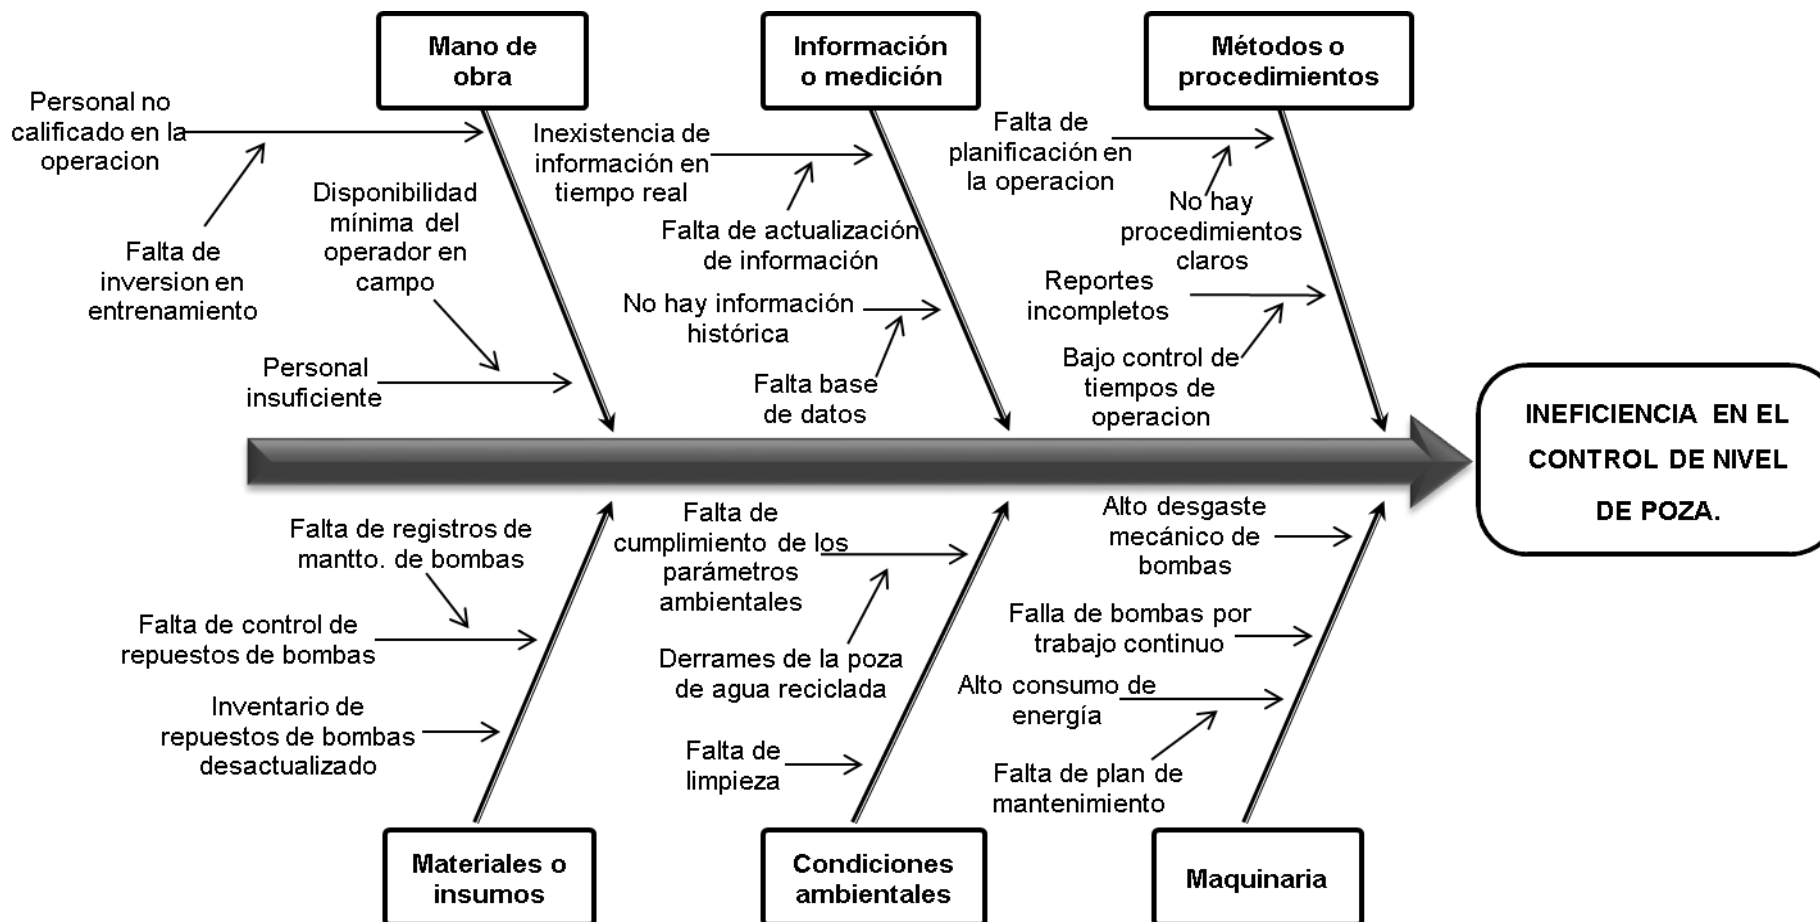 Mano de
obra
Información
o medición
Métodos o
procedimientos
Personal no
calificado en la
operacion
Falta de
inversion en
entrenamiento
Disponibilidad
mínima del
operador en
campo
Personal
insuficiente
Inexistencia de
información en
tiempo real
Falta de actualización
de información
No hay información
histórica
Falta base
de datos
Falta de
planificación en
la operacion
No hay
procedimientos
claros
Reportes
incompletos
Bajo control de
tiempos de
operacion
INEFICIENCIA EN EL
CONTROL DE NIVEL
DE POZA.
Falta de registros de
mantto. de bombas
Falta de control de
repuestos de bombas
Inventario de
repuestos de bombas
desactualizado
Falta de
cumplimiento de los
parámetros
ambientales
Derrames de la poza
de agua reciclada
Falta de
limpieza
Alto desgaste
mecánico de
bombas
Falla de bombas por
trabajo continuo
Alto consumo de
energía
Falta de plan de
mantenimiento
Materiales o
insumos
Condiciones
ambientales
Maquinaria